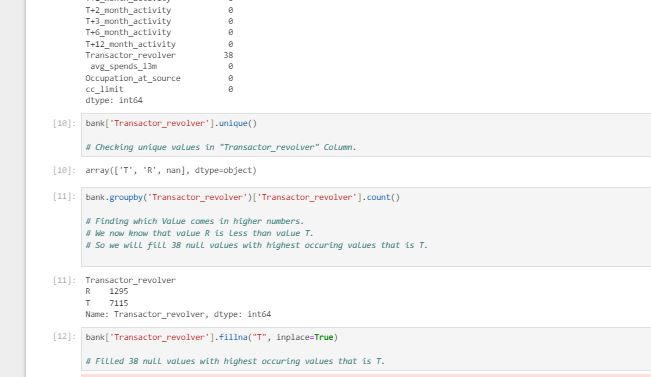 T+2_month_activity 0
T+3_month_activity 0
T+6_month_activity 0
T+12_month_activity 0
Transactor_revolver 38
avg_spends_l3m 0
Occupation_at_source 0
cc_limit 0
dtype: int64
[10]: bank['Transactor_revolver'].unique()
# Checking unique values in "Transactor_revolver" Column.
[10]: array(['T', 'R', nan], dtype=object)
[11]: bank.groupby('Transactor_revolver')['Transactor_revolver'].count()
# Finding which Value comes in higher numbers.
# We now know that value R is less than value T.
# So we will fill 38 null values with highest occuring values that is T.
[11]: Transactor_revolver
R 1295
T 7115
Name: Transactor_revolver, dtype: int64
[12]: bank['Transactor_revolver'].fillna("T", inplace=True)
# Filled 38 null values with highest occuring values that is T.